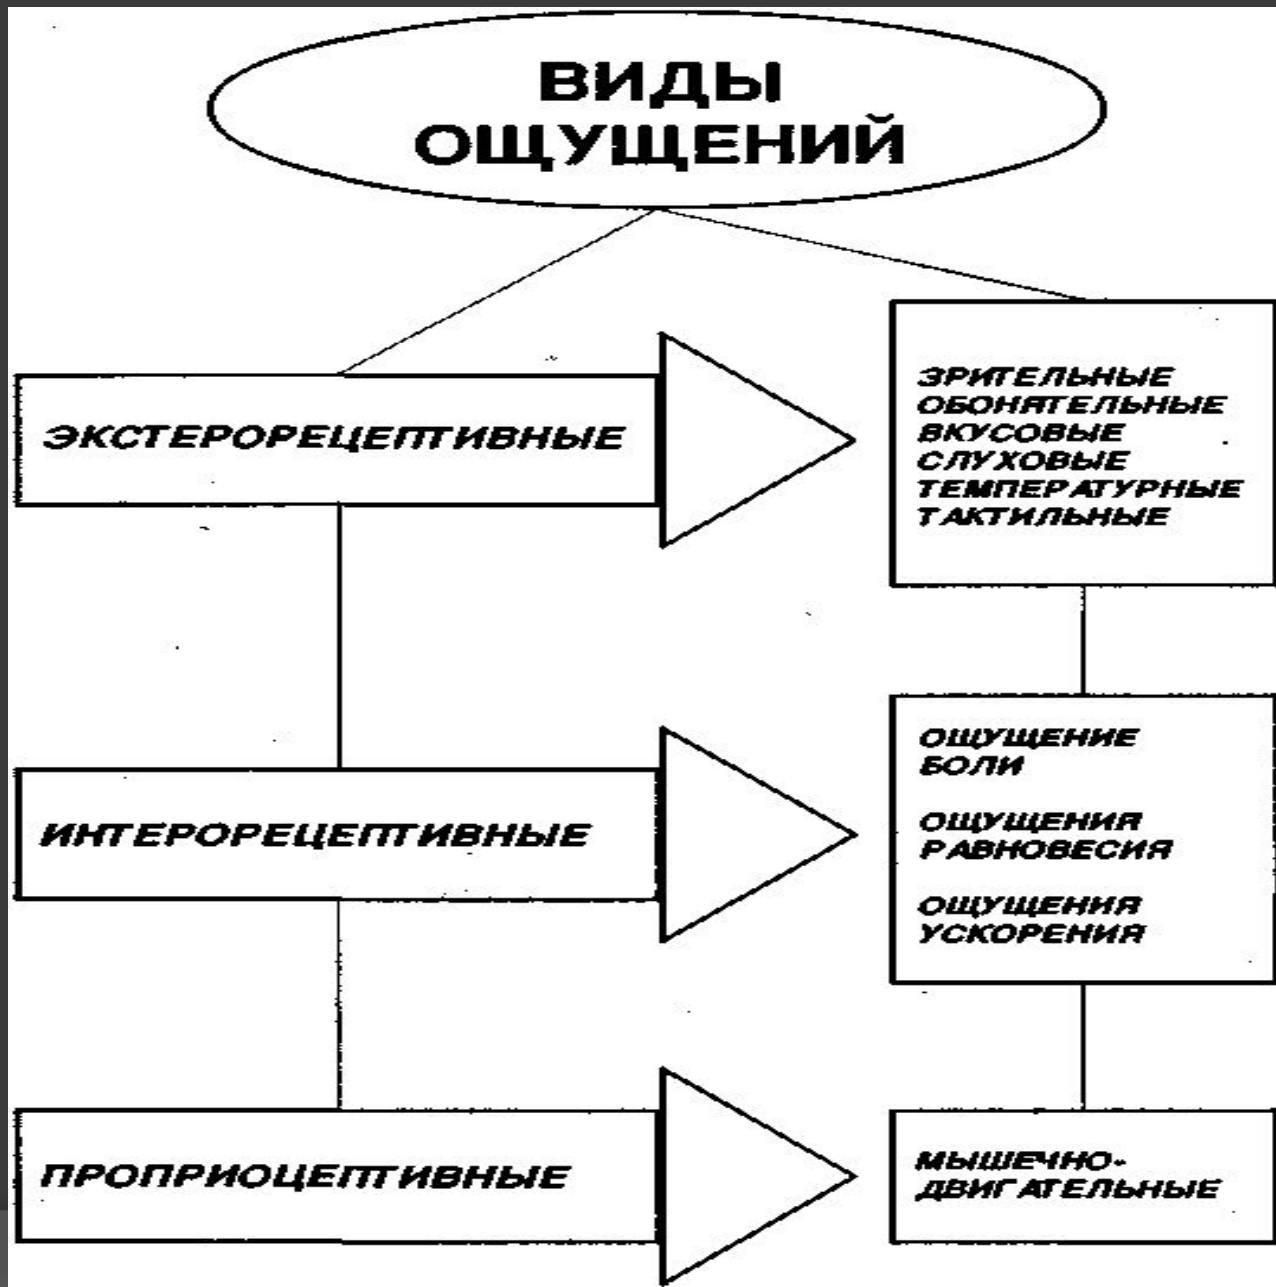 ВИДЫ
ОЩУЩЕНИЙ
ЭКСТЕРОРЕЦЕПТИВНЫЕ
ЗРИТЕЛЬНЫЕ
ОБОНЯТЕЛЬНЫЕ
ВКУСОВЫЕ
СЛУХОВЫЕ
ТЕМПЕРАТУРНЫЕ
ТАКТИЛЬНЫЕ
ИНТЕРОРЕЦЕПТИВНЫЕ
ОЩУЩЕНИЕ
БОЛИ
ОЩУЩЕНИЯ
РАВНОВЕСИЯ
ОЩУЩЕНИЯ
УСКОРЕНИЯ
ПРОПРИОЦЕПТИВНЫЕ
МЫШЕЧНО-
ДВИГАТЕЛЬНЫЕ